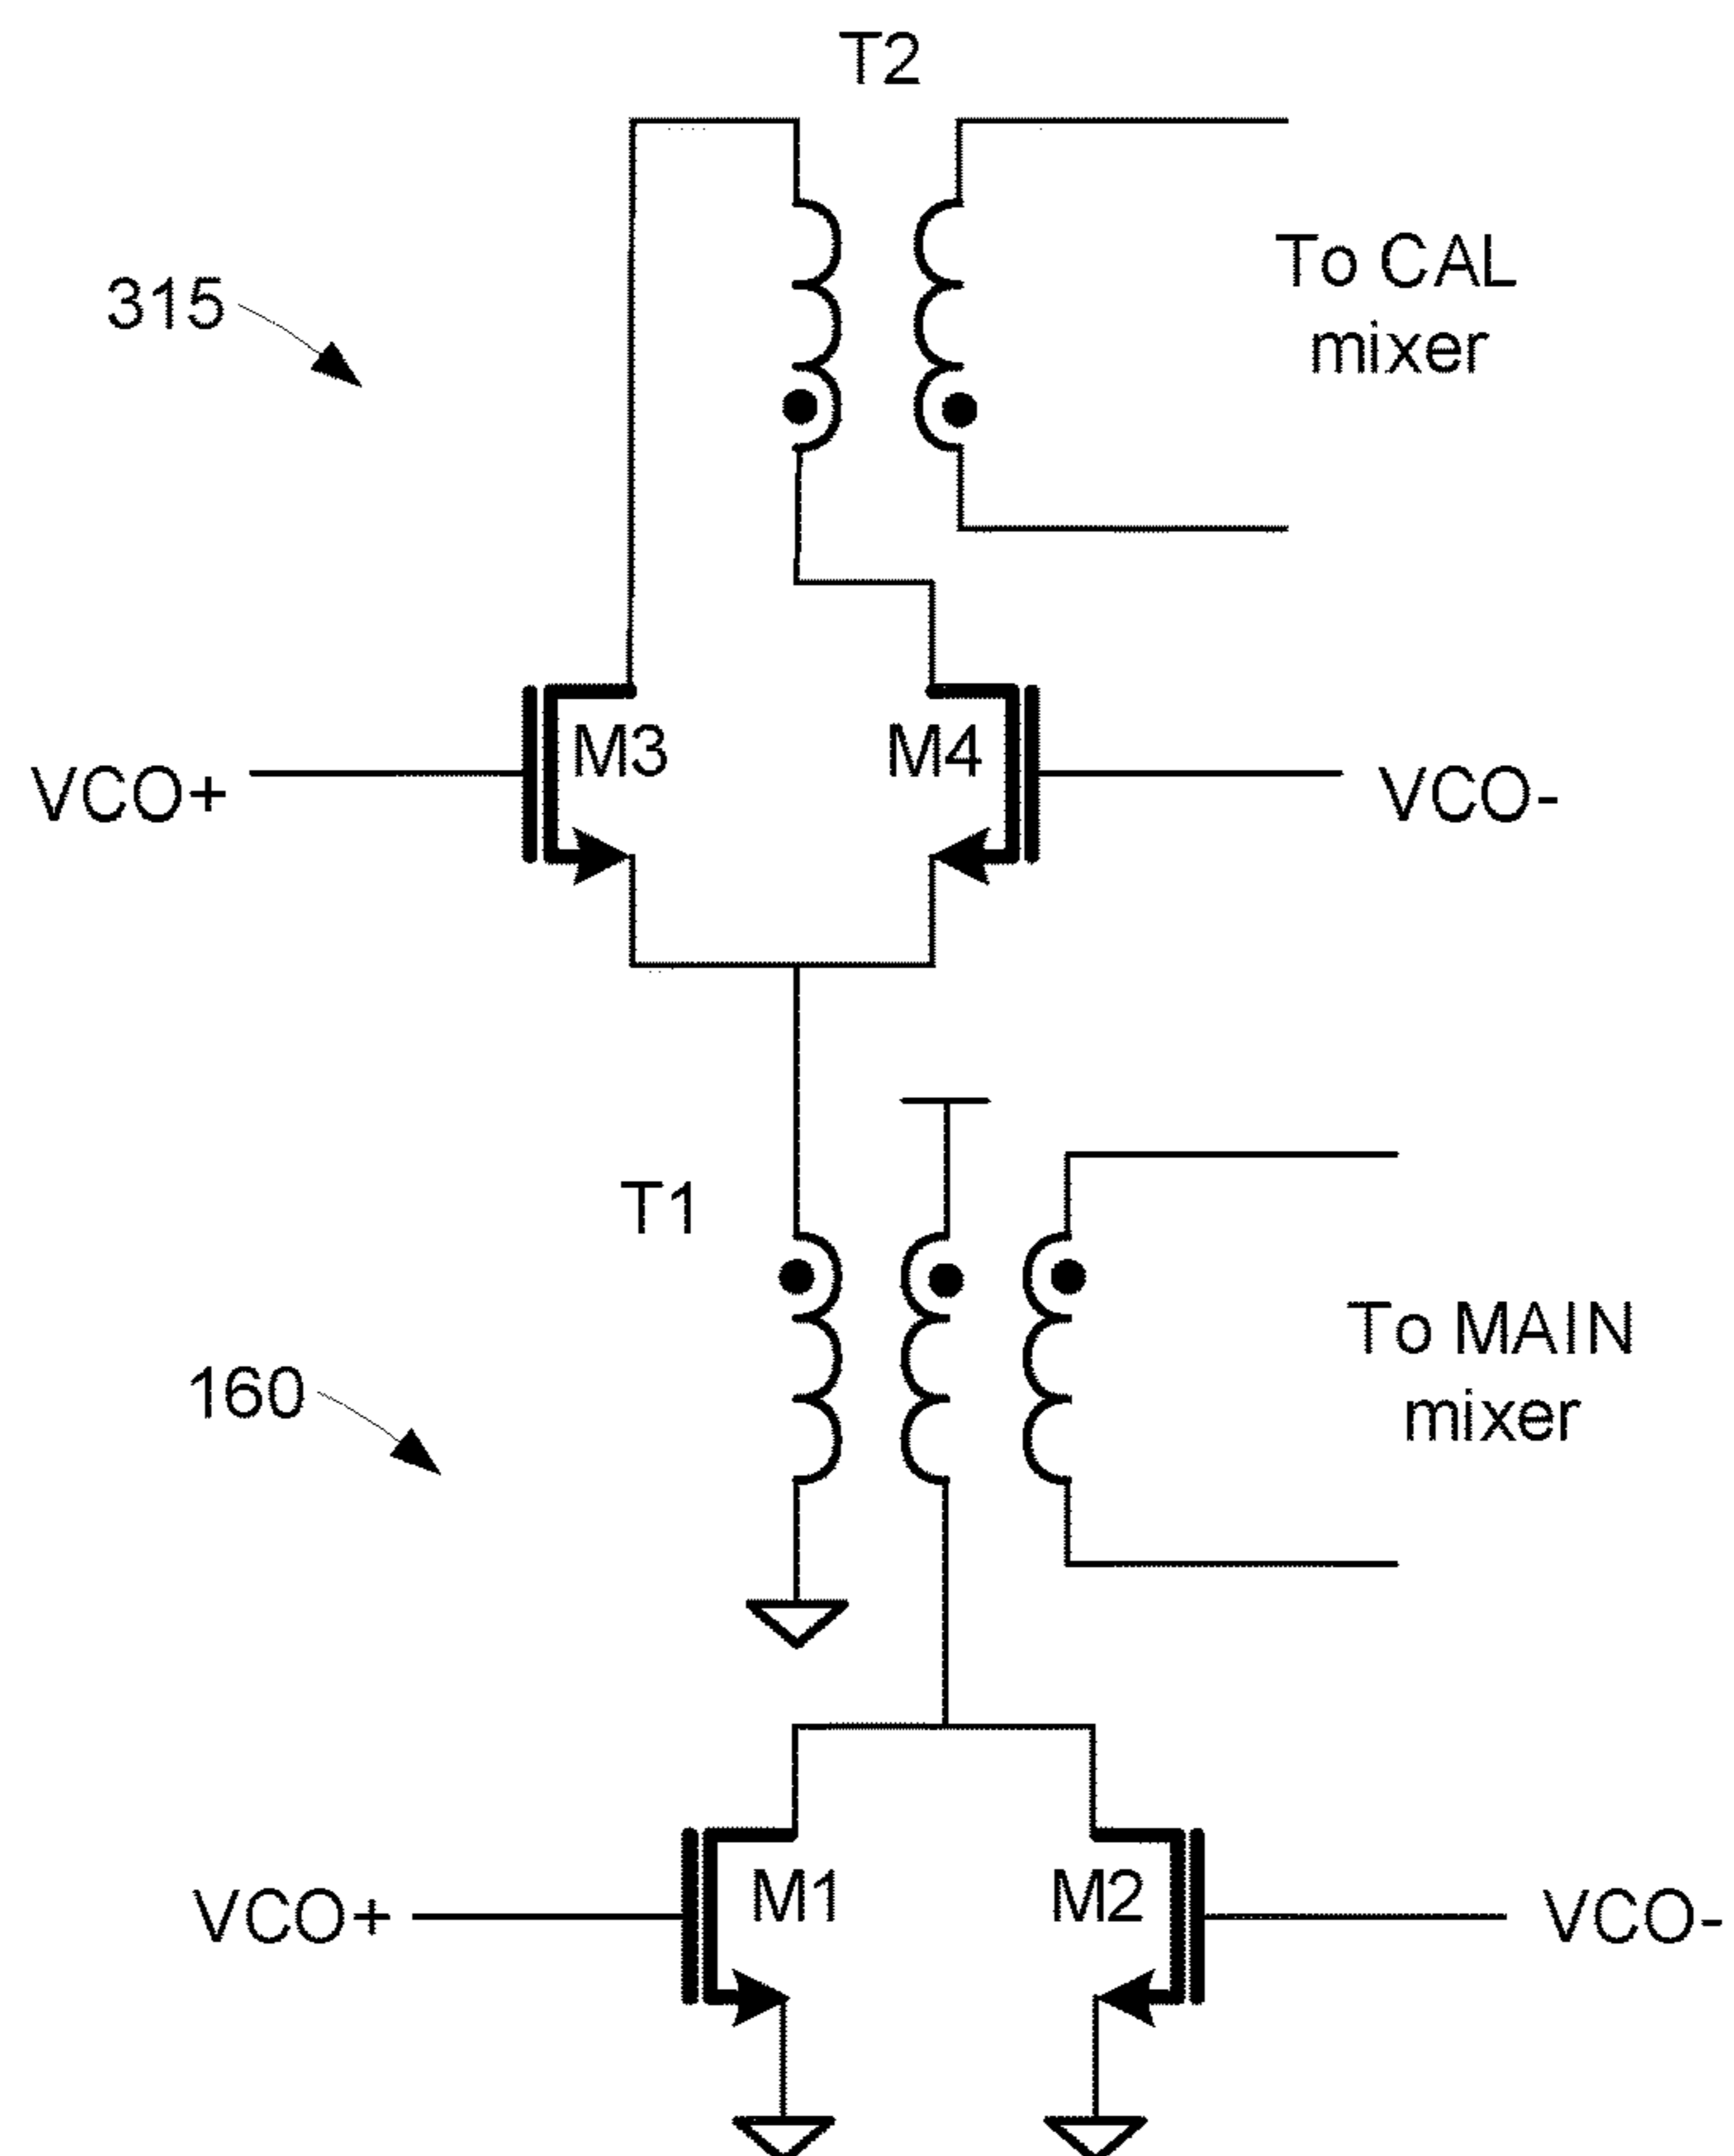 T2
315
To CAL
mixer
M3
M4
VCO+
VCO-
T1
160
To MAIN
mixer
M1
M2
VCO+
VCO-